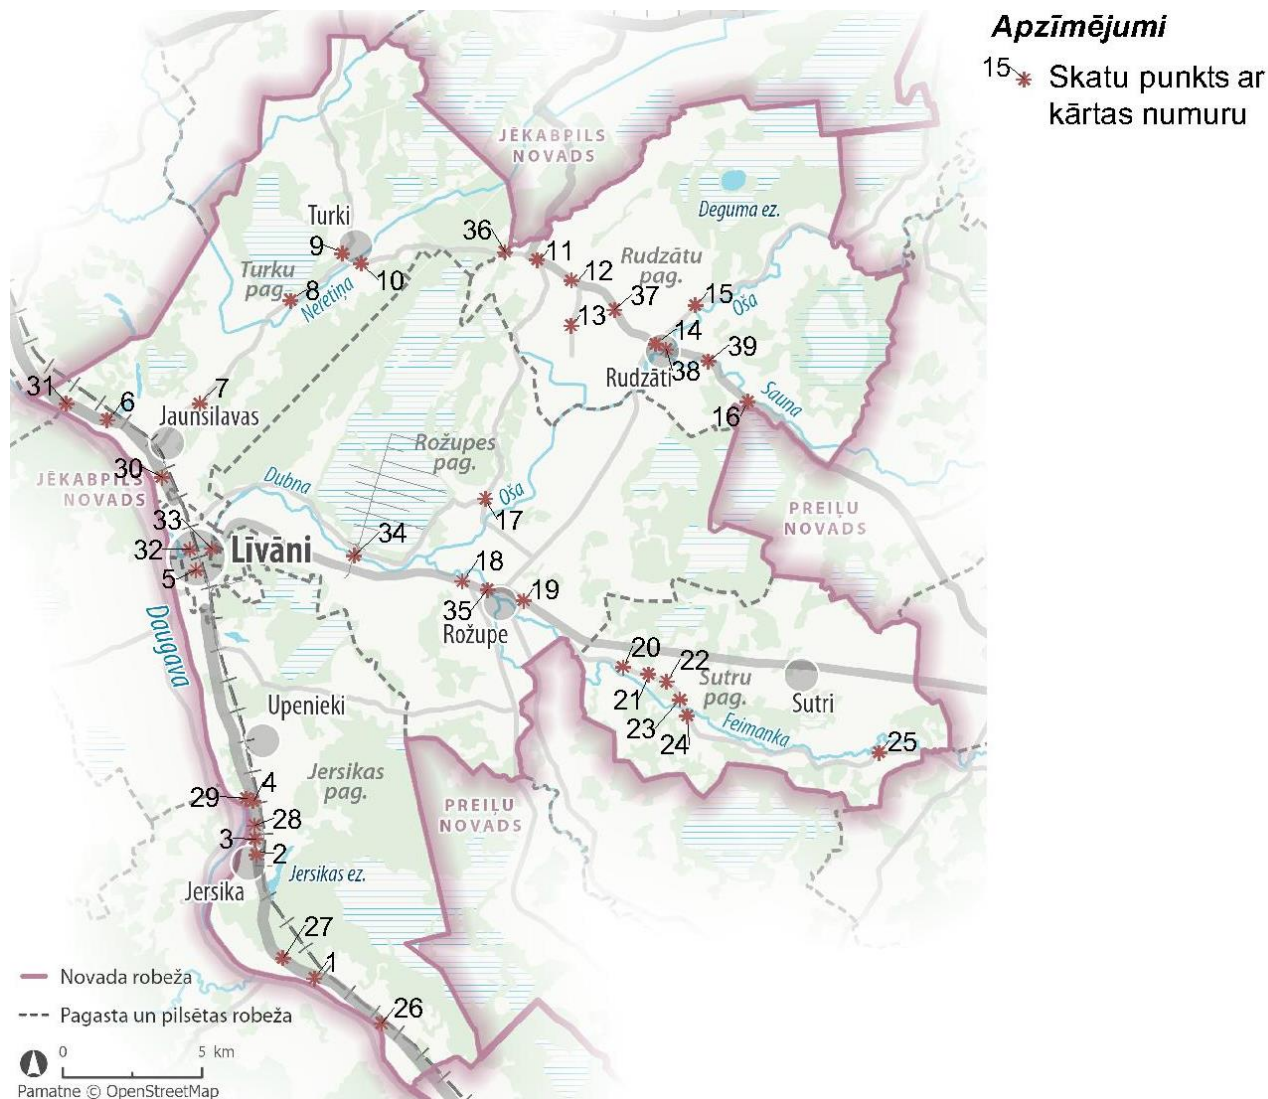 Apzīmējumi
15
Skatu punkts ar
kārtas numuru
JĒKABPILS
NOVADS
Deguma ez.
Turki
36
9
11
Rudzātu
pag.
10
12
Turku
pag.
8
Neretiņa
37
15
Oša
13
14
39
Rudzāti
38
Sauna
31
6
7
16
Jaunsilavas
Rožupes
pag.
30
JĒKABPILS
NOVADS
Dubna
Oša
17
PREIĻU
NOVADS
33
34
32
Līvāni
5
18
19
35
Rožupe
Daugava
20
22
21
Sutru
pag.
Sutri
23
24
Feimanka
25
Upenieki
Jersikas
pag.
4
29
28
PREIĻU
NOVADS
3
2
Jersikas ez.
Jersika
27
1
26
Novada robeža
Pagasta un pilsētas robeža
0 5 km
Pamatne © OpenStreetMap